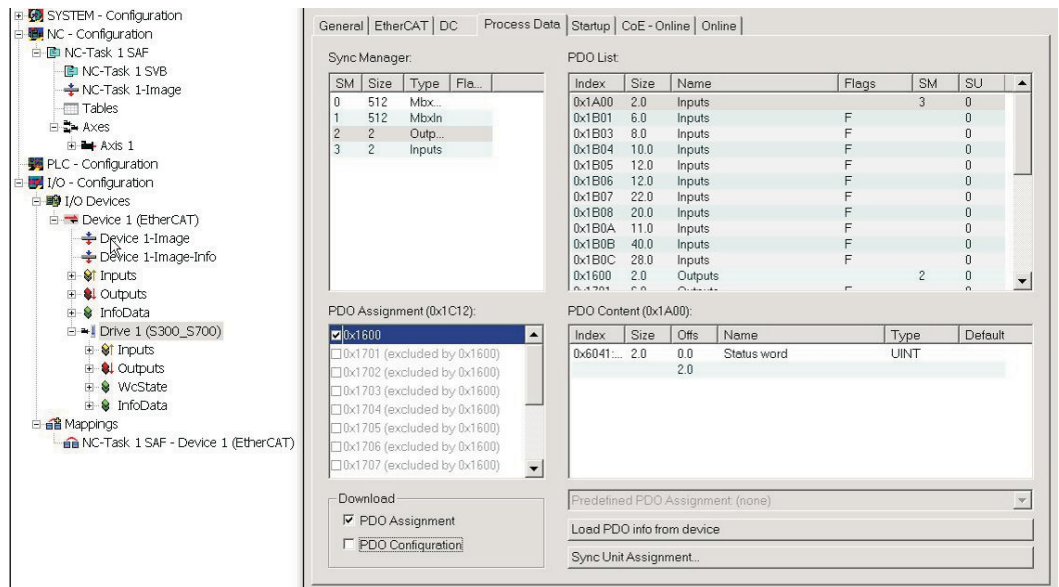 SYSTEM - Configuration
NC - Configuration
NC-Task 1 SAF
NC-Task 1 SVB
NC-Task 1-Image
Tables
Axes
Axis 1
PLC - Configuration
I/O - Configuration
I/O Devices
Device 1 (EtherCAT)
Device 1-Image
Device 1-Image-Info
Inputs
Outputs
InfoData
Drive 1 (S300_S700)
Inputs
Outputs
WcState
InfoData
Mappings
NC-Task 1 SAF - Device 1 (EtherCAT)
General EtherCAT DC Process Data Startup CoE - Online Online
Sync Manager:
SM Size Type Fla...
0 512 Mbx...
1 512 MbxIn
2 2 Outp...
3 2 Inputs
PDO List:
Index Size Name Flags SM SU
0x1A00 2.0 Inputs 3 0
0x1B01 6.0 Inputs F 0
0x1B03 8.0 Inputs F 0
0x1B04 10.0 Inputs F 0
0x1B05 12.0 Inputs F 0
0x1B06 12.0 Inputs F 0
0x1B07 22.0 Inputs F 0
0x1B08 20.0 Inputs F 0
0x1B0A 11.0 Inputs F 0
0x1B0B 40.0 Inputs F 0
0x1B0C 28.0 Inputs F 0
0x1600 2.0 Outputs 2 0
PDO Assignment (0x1C12):
0x1600
0x1701 (excluded by 0x1600)
0x1702 (excluded by 0x1600)
0x1703 (excluded by 0x1600)
0x1704 (excluded by 0x1600)
0x1705 (excluded by 0x1600)
0x1706 (excluded by 0x1600)
0x1707 (excluded by 0x1600)
PDO Content (0x1A00):
Index Size Offs Name Type Default
0x6041:... 2.0 0.0 Status word UINT
2.0
Download
PDO Assignment
PDO Configuration
Predefined PDO Assignment: (none)
Load PDO info from device
Sync Unit Assignment...